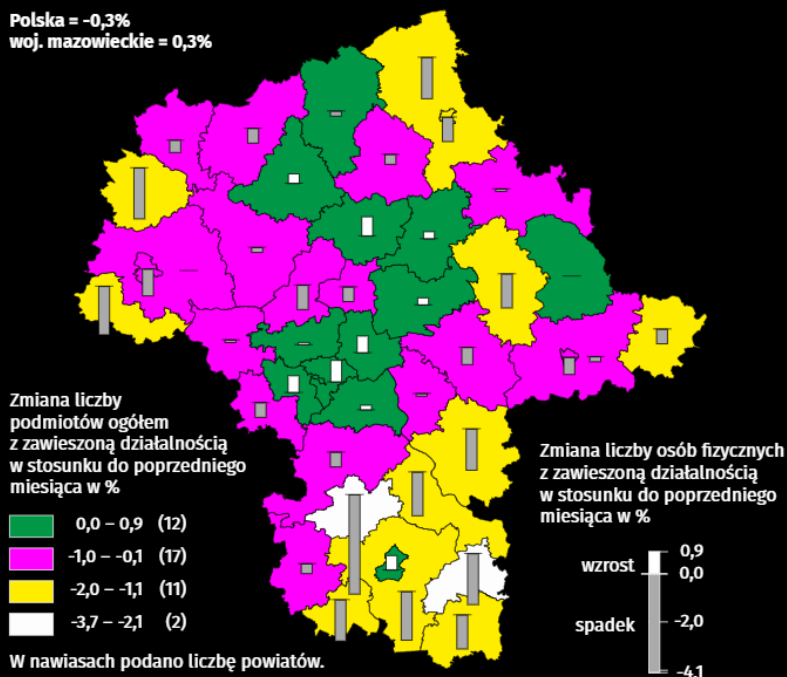 Polska = -0,3%
woj. mazowieckie = 0,3%
Zmiana liczby
podmiotów ogółem
z zawieszoną działalnością
w stosunku do poprzedniego
miesiąca w %
0,0 – 0,9 (12)
-1,0 – -0,1 (17)
-2,0 – -1,1 (11)
-3,7 – -2,1 (2)
W nawiasach podano liczbę powiatów.
Zmiana liczby osób fizycznych
z zawieszoną działalnością
w stosunku do poprzedniego
miesiąca w %
wzrost
spadek
0,9
0,0
-2,0
-4,1